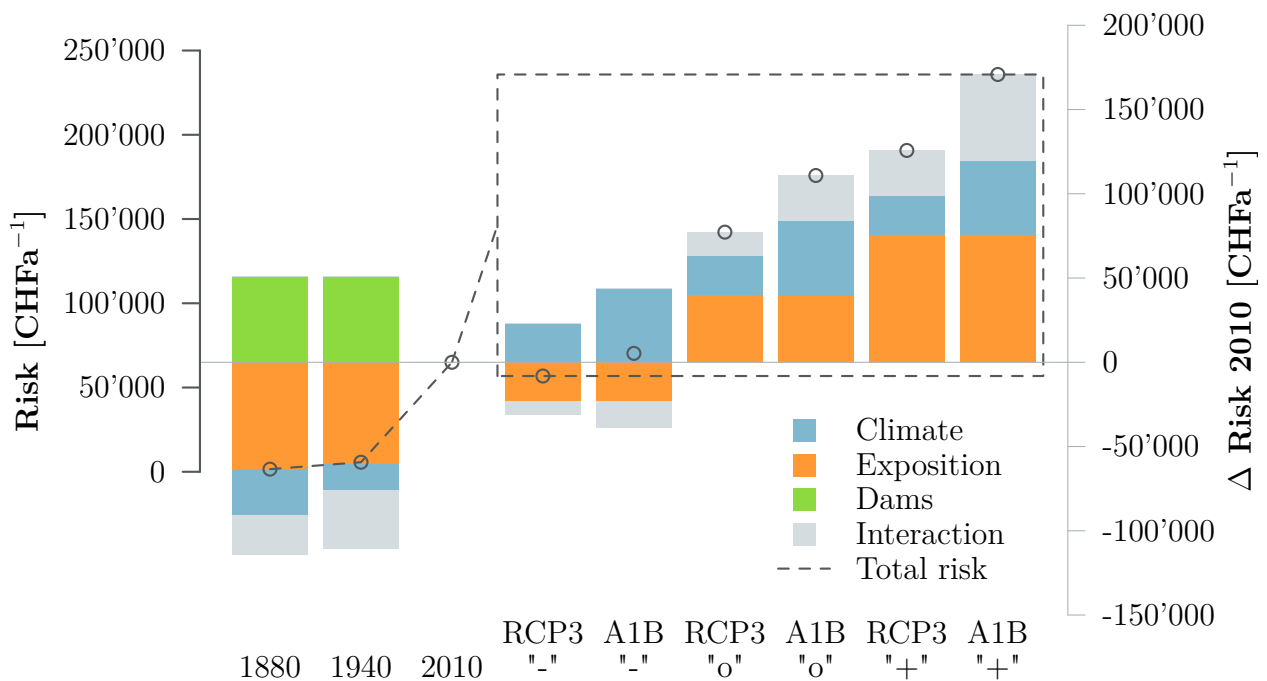 250’000
200’000
150’000
100’000
50’000
0
Risk [CHFa−1]
200’000
150’000
100’000
50’000
0
-50’000
-100’000
-150’000
Δ Risk 2010 [CHFa−1]
Climate
Exposition
Dams
Interaction
Total risk
RCP3 A1B RCP3 A1B RCP3 A1B
1880 1940 2010 "-" "-" "o" "o" "+" "+"